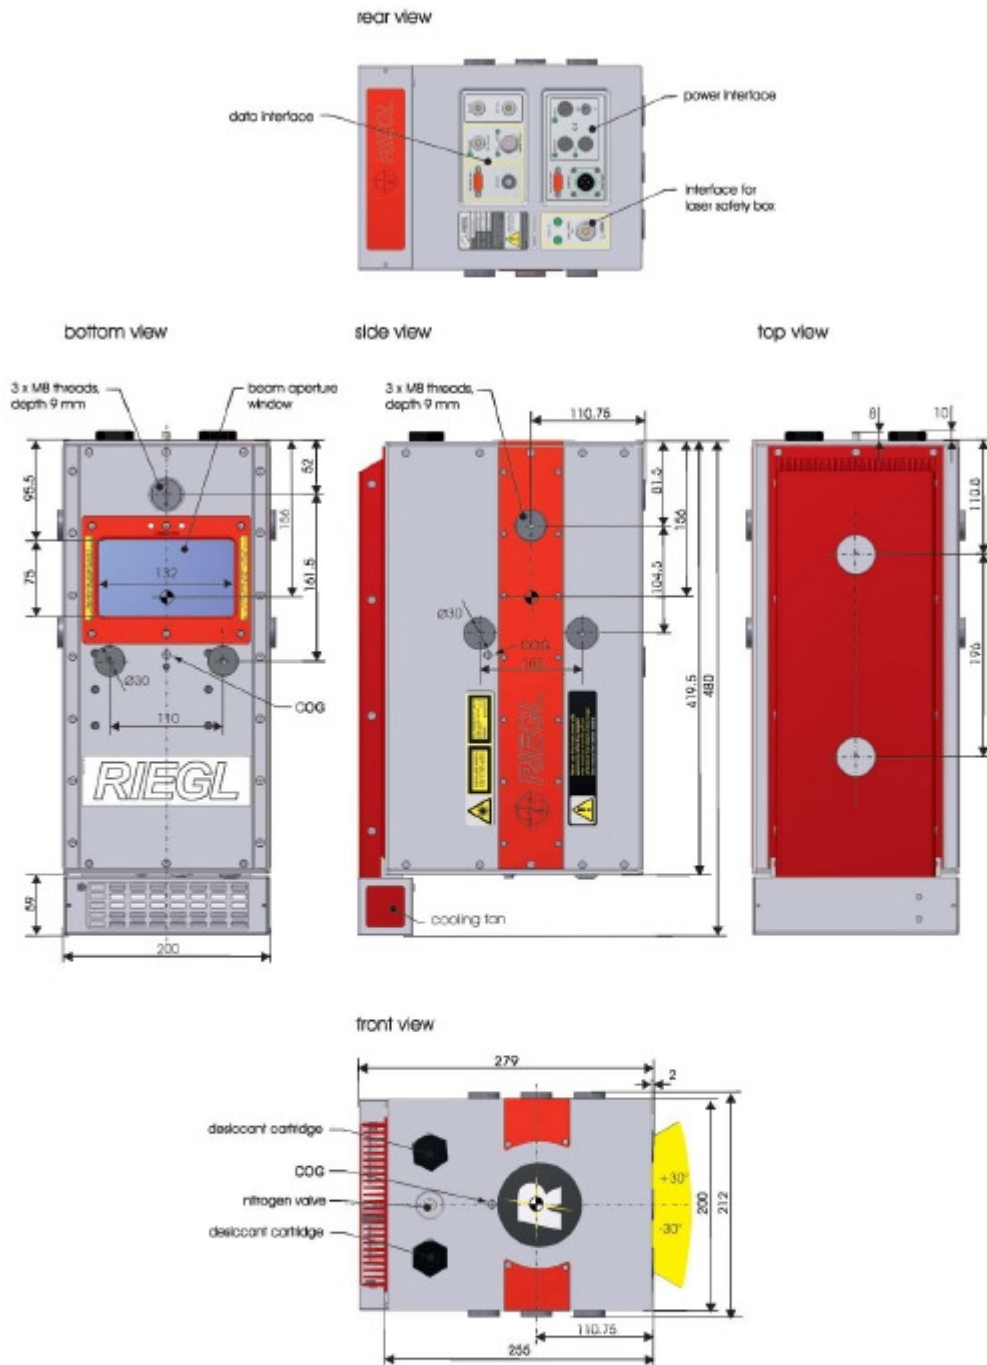 rear view
RIEGL
data interface
power interface
interface for
laser safety box
bottom view
side view
top view
3 x M8 threads,
depth 9 mm
beam aperture
window
3 x M8 threads,
depth 9 mm
110.75
8
10
95.5
75
132
156
52
161.5
Ø30
110
COG
RIEGL
59
200
81.5
156
104.5
Ø30
COG
RIEGL
419.5
480
cooling fan
110.8
196
front view
279
2
desiccant cartridge
COG
nitrogen valve
desiccant cartridge
R
+30°
-30°
200
212
110.75
255